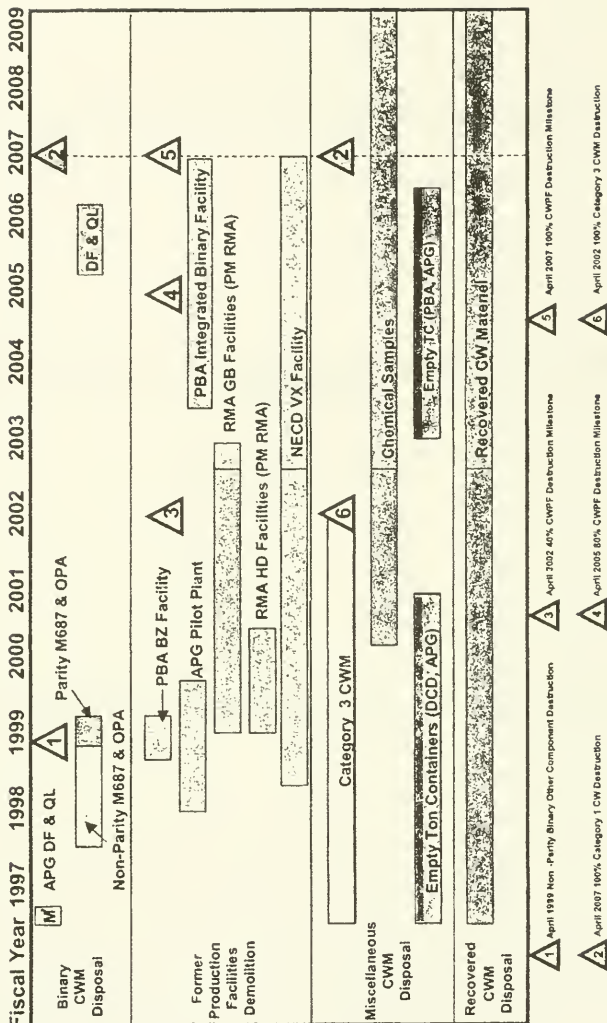 Fiscal Year 1997 1998 1999 2000 2001 2002 2003 2004 2005 2006 2007 2008 2009
Binary
CWM
Disposal
M APG DF & QL
1
Parity M687 & OPA
Non-Parity M687 & OPA
DF & QL
2
Former
Production
Facilities
Demolition
PBA BZ Facility
3
4
5
APG Pilot Plant
PBA Integrated Binary Facility
RMA GB Facilities (PM RMA)
RMA HD Facilities (PM RMA)
NECD VX Facility
Miscellaneous
CWM
Disposal
Category 3 CWM
6
2
Chemical Samples
Empty Ton Containers (DCD, APG)
Empty TC (PBA, APG)
Recovered
CWM
Disposal
Recovered CW Materiel
1 April 1999 Non-Parity Binary Other Component Destruction
3 April 2002 40% CWPF Destruction Milestone
5 April 2007 100% CWPF Destruction Milestone
2 April 2007 100% Category 1 CW Destruction
4 April 2005 80% CWPF Destruction Milestone
6 April 2002 100% Category 3 CWM Destruction